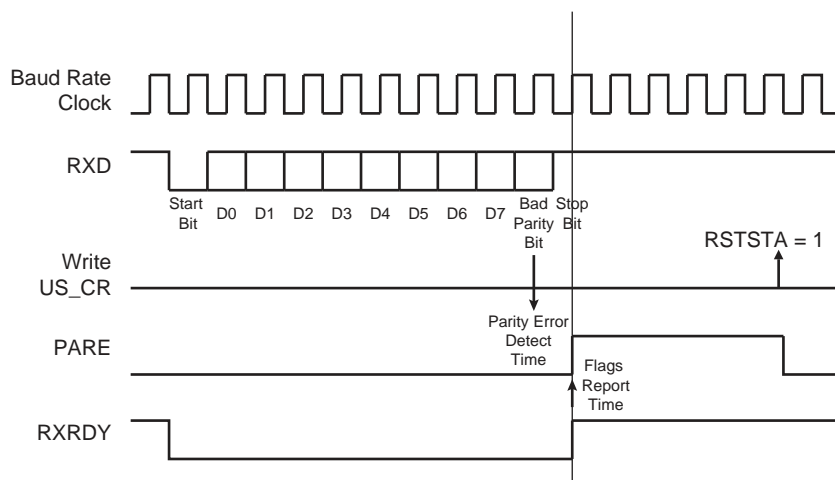 Baud Rate
Clock
RXD
Start
Bit
D0 D1 D2 D3 D4 D5 D6 D7
Bad
Parity
Bit
Stop
Bit
RSTSTA = 1
Write
US_CR
Parity Error
Detect
Time
PARE
Flags
Report
Time
RXRDY